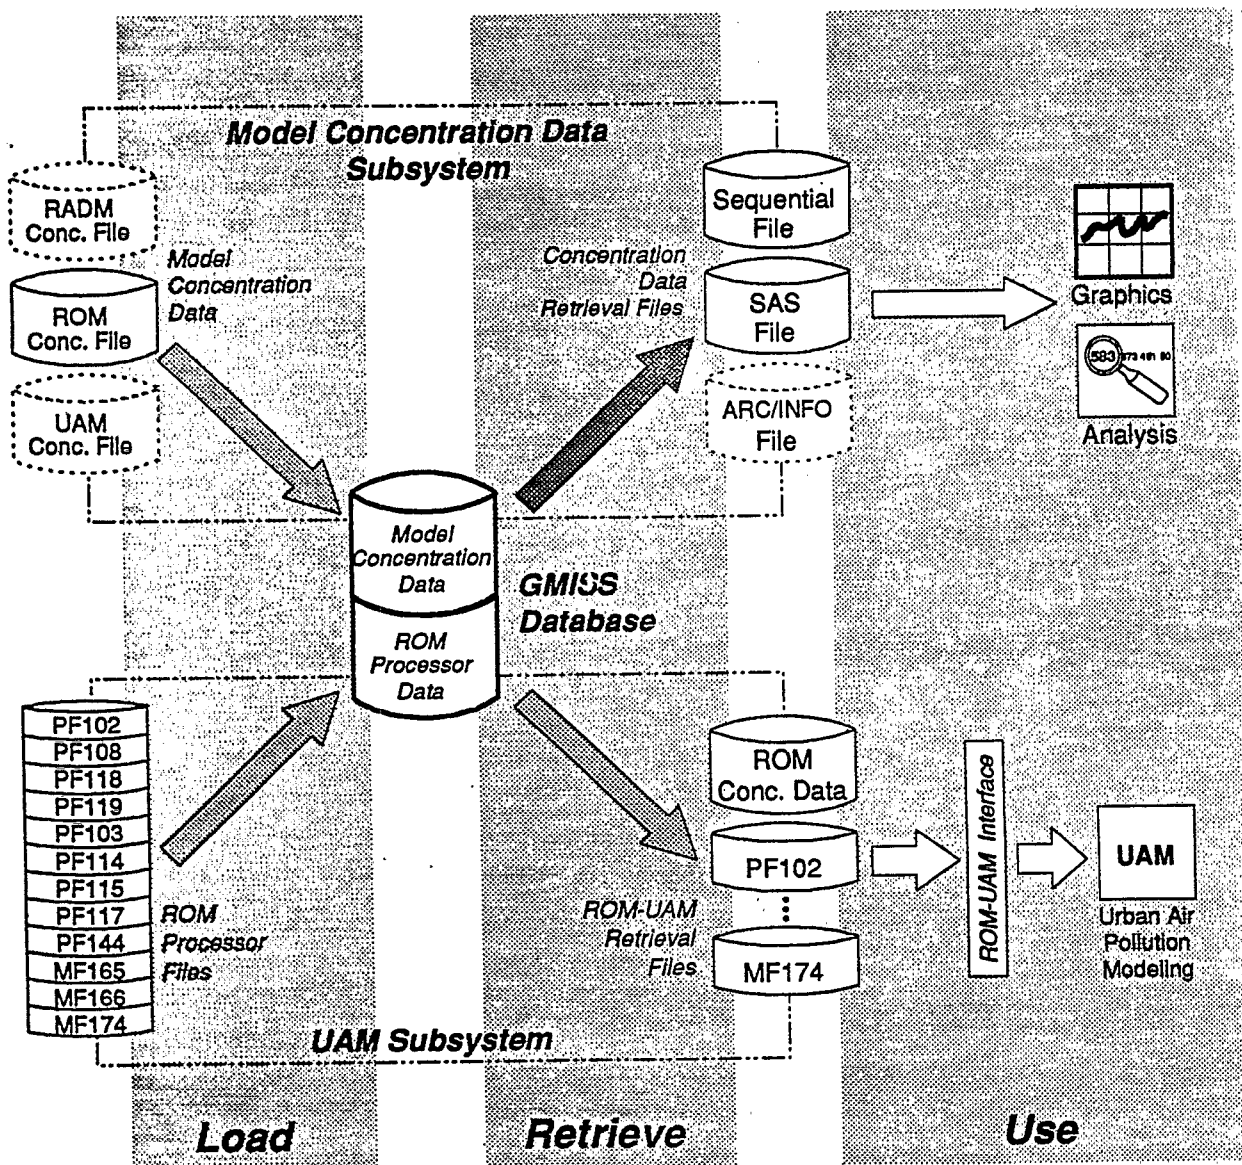 Model Concentration Data
Subsystem
RADM
Conc. File
ROM
Conc. File
UAM
Conc. File
Model
Concentration
Data
Sequential
File
Concentration
Data
Retrieval Files
SAS
File
ARC/INFO
File
Graphics
583
Analysis
Model
Concentration
Data
GMISS
Database
ROM
Processor
Data
PF102
PF108
PF118
PF119
PF103
PF114
PF115
PF117
PF144
MF165
MF166
MF174
ROM
Processor
Files
ROM
Conc. Data
PF102
MF174
ROM-UAM
Retrieval
Files
ROM-UAM Interface
UAM
Urban Air
Pollution
Modeling
UAM Subsystem
Load
Retrieve
Use